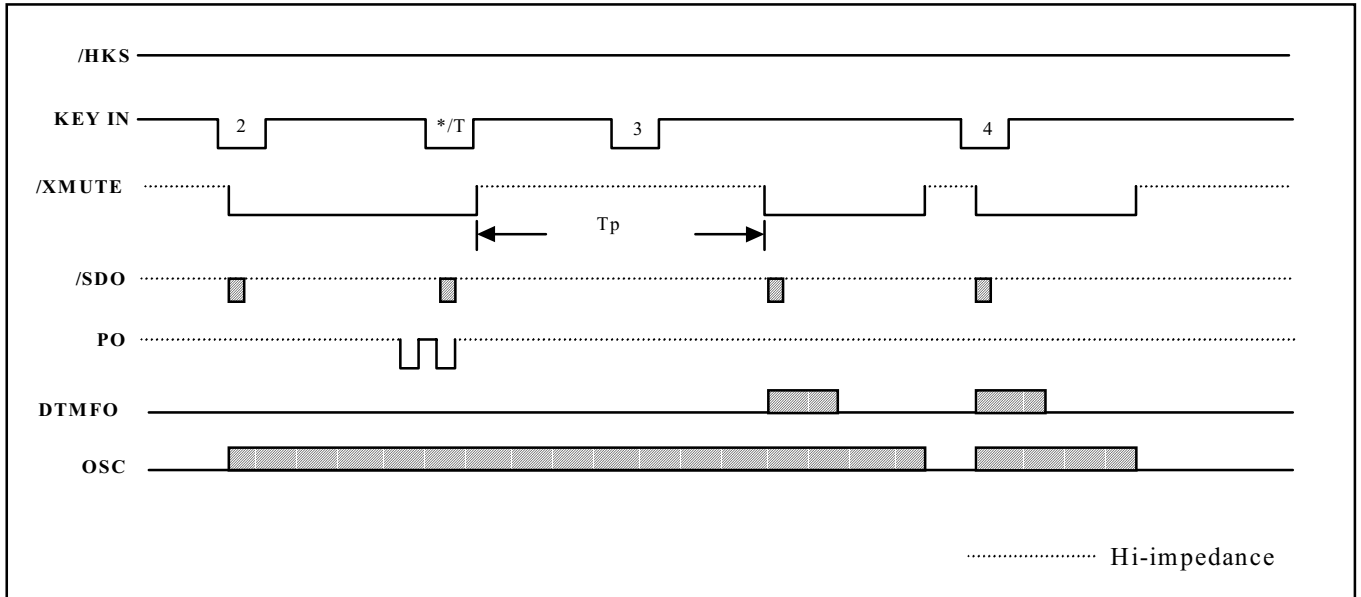 /HKS
KEY IN 2 */T 3 4
/XMUTE
Tp
/SDO
PO
DTMFO
OSC
Hi-impedance